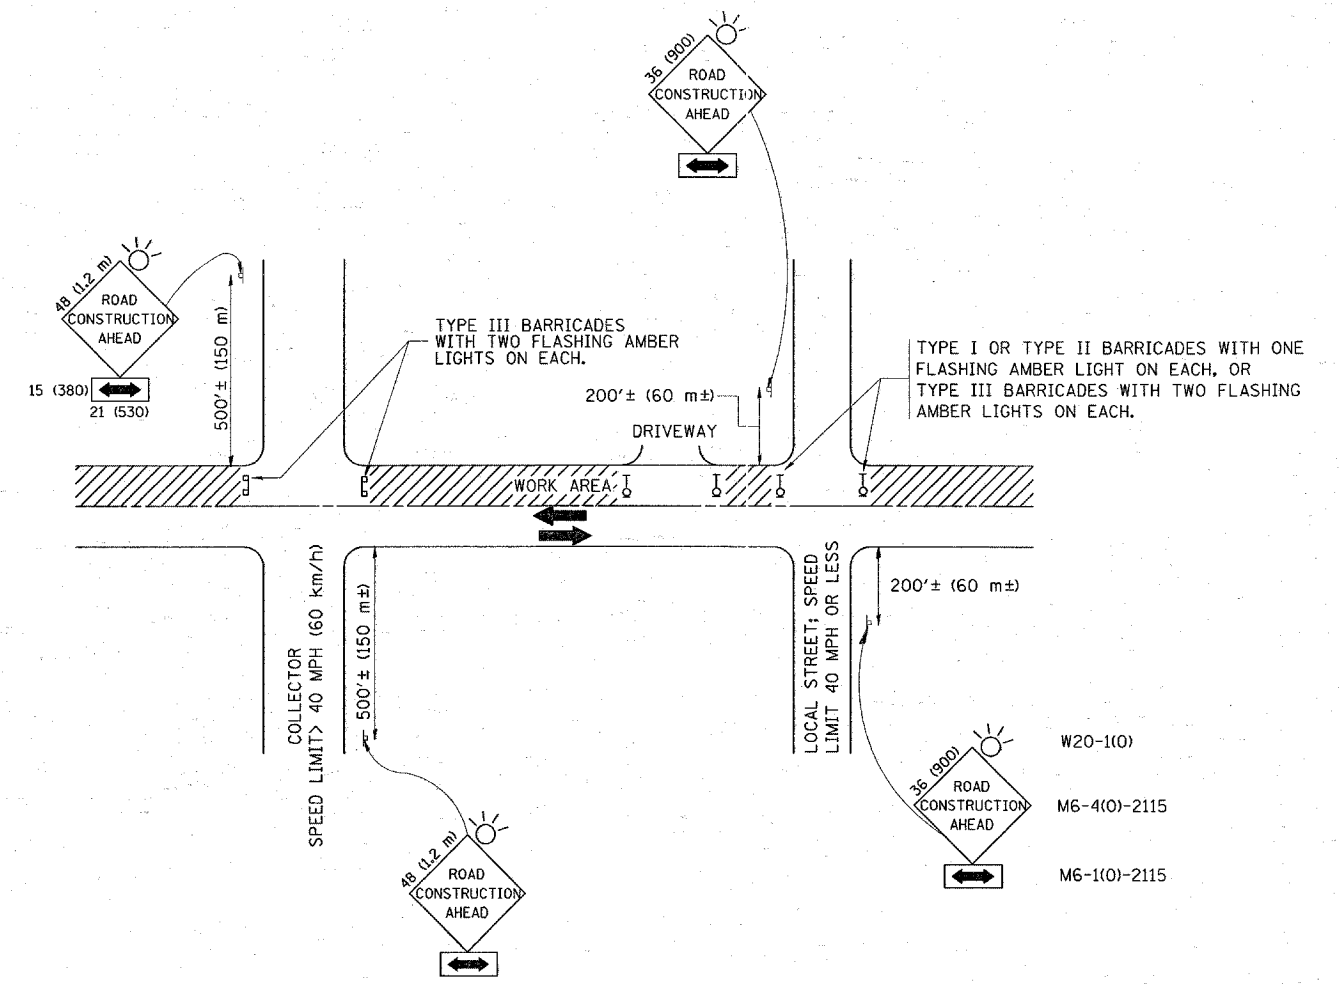 36 (900)
ROAD
CONSTRUCTION
AHEAD
48 (1.2 m)
ROAD
CONSTRUCTION
AHEAD
15 (380)
21 (530)
500'± (150 m)
TYPE III BARRICADES
WITH TWO FLASHING AMBER
LIGHTS ON EACH.
200'± (60 m±)
DRIVEWAY
TYPE I OR TYPE II BARRICADES WITH ONE
FLASHING AMBER LIGHT ON EACH, OR
TYPE III BARRICADES WITH TWO FLASHING
AMBER LIGHTS ON EACH.
WORK AREA
COLLECTOR
SPEED LIMIT> 40 MPH (60 km/h)
500'± (150 m±)
LOCAL STREET; SPEED
LIMIT 40 MPH OR LESS
200'± (60 m±)
36 (900)
ROAD
CONSTRUCTION
AHEAD
W20-1(O)
M6-4(O)-2115
M6-1(O)-2115
48 (1.2 m)
ROAD
CONSTRUCTION
AHEAD